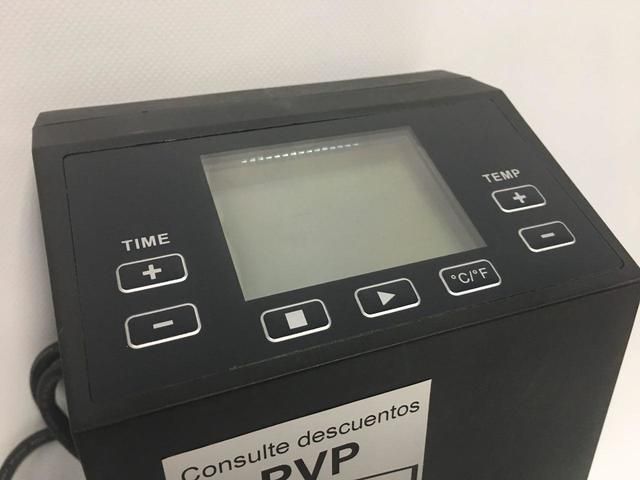 TIME
+
-
TEMP
+
-
°C/°F
Consulte descuentos
PVP